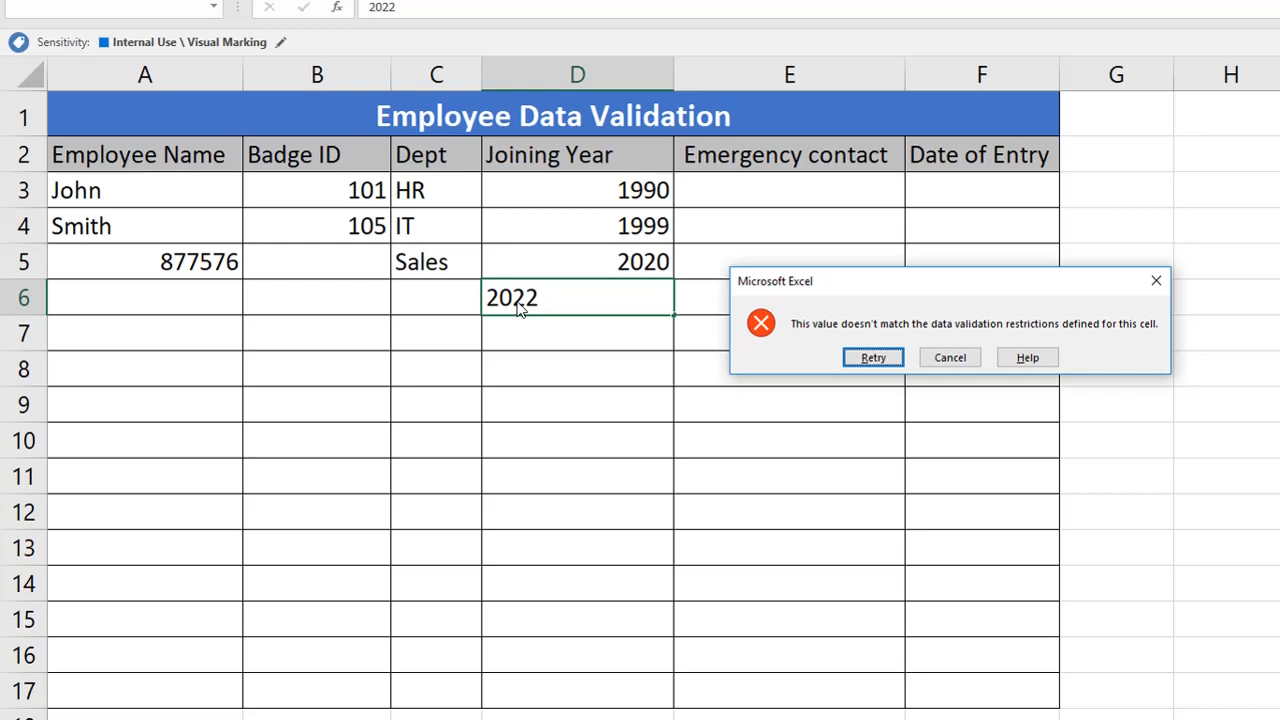 fx 2022
Sensitivity: Internal Use \ Visual Marking
A B C D E F G H
1 Employee Data Validation
2 Employee Name Badge ID Dept Joining Year Emergency contact Date of Entry
3 John 101 HR 1990
4 Smith 105 IT 1999
5 877576 Sales 2020
6 2022
Microsoft Excel
This value doesn't match the data validation restrictions defined for this cell.
Retry Cancel Help
7
8
9
10
11
12
13
14
15
16
17